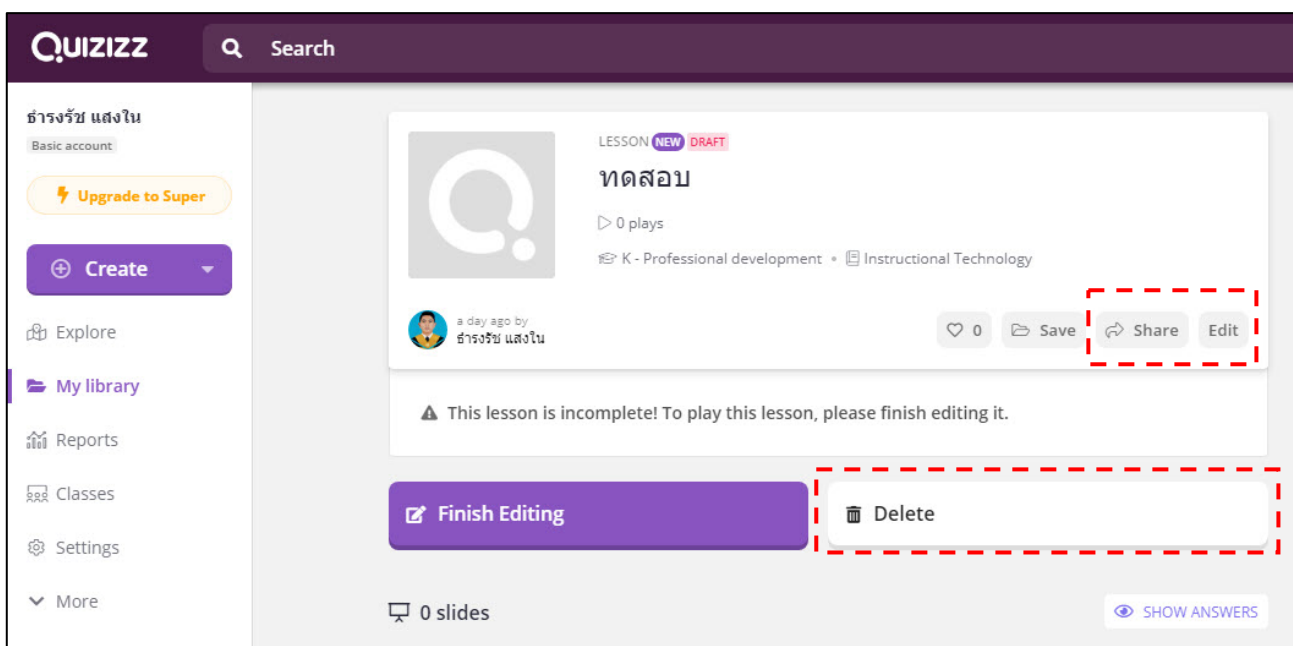 QUIZIZZ
Search
ธำรงรัช แสงใน
Basic account
Upgrade to Super
Create
Explore
My library
Reports
Classes
Settings
More
LESSON NEW DRAFT
ทดสอบ
0 plays
K - Professional development • Instructional Technology
a day ago by
ธำรงรัช แสงใน
0 Save Share Edit
This lesson is incomplete! To play this lesson, please finish editing it.
Finish Editing
Delete
0 slides
SHOW ANSWERS